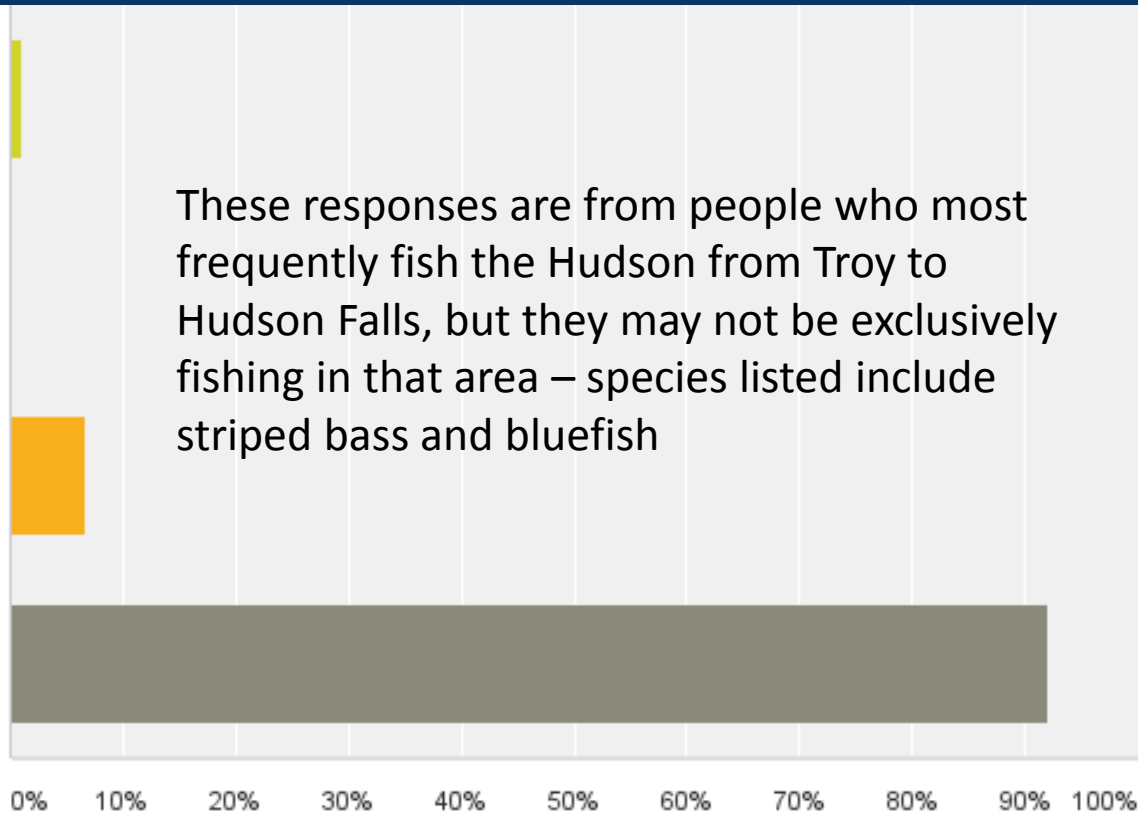 These responses are from people who most
frequently fish the Hudson from Troy to
Hudson Falls, but they may not be exclusively
fishing in that area – species listed include
striped bass and bluefish
0% 10% 20% 30% 40% 50% 60% 70% 80% 90% 100%